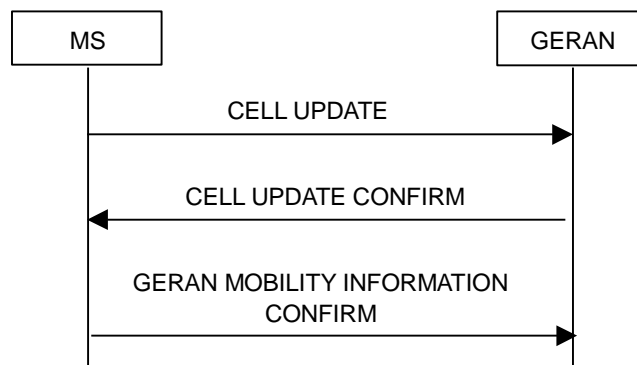 MS
GERAN
CELL UPDATE
CELL UPDATE CONFIRM
GERAN MOBILITY INFORMATION
CONFIRM